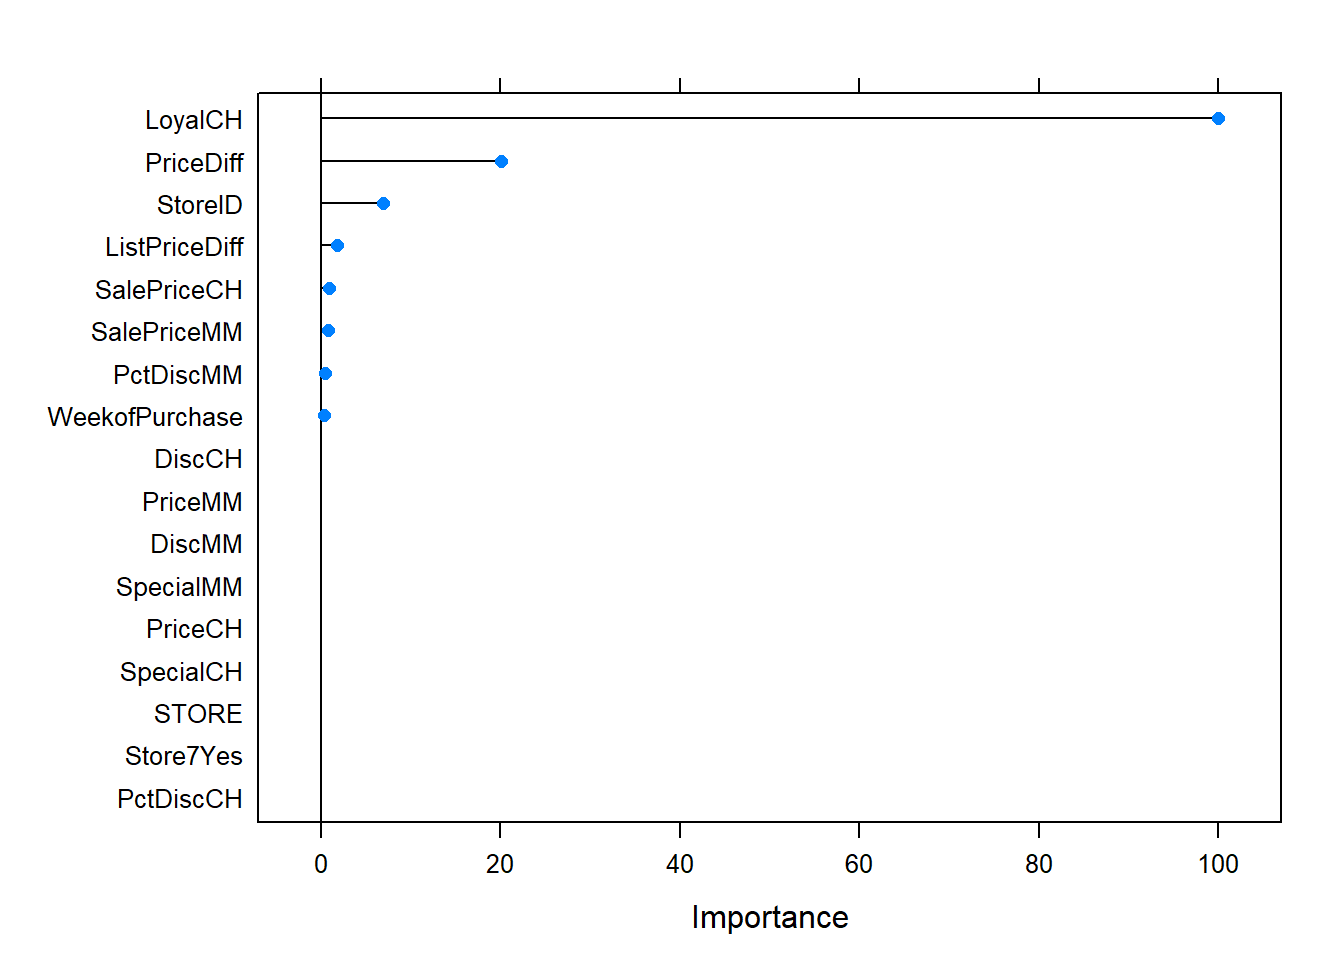 LoyalCH
PriceDiff
StoreID
ListPriceDiff
SalePriceCH
SalePriceMM
PctDiscMM
WeekofPurchase
DiscCH
PriceMM
DiscMM
SpecialMM
PriceCH
SpecialCH
STORE
Store7Yes
PctDiscCH
0 20 40 60 80 100
Importance